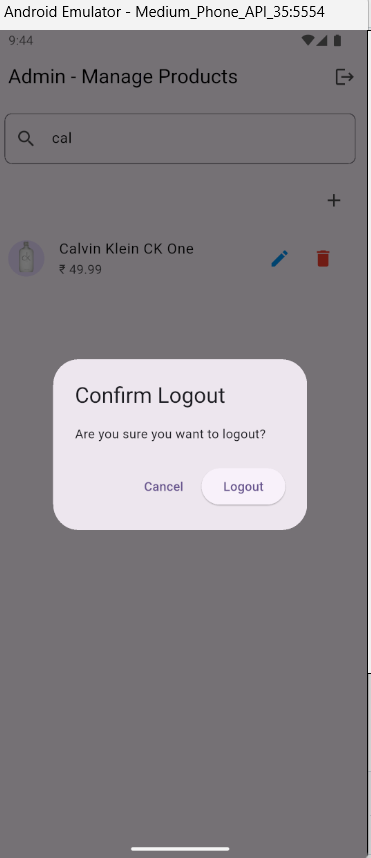 Android Emulator - Medium_Phone_API_35:5554
9:44
Admin - Manage Products
cal
Calvin Klein CK One
₹ 49.99
Confirm Logout
Are you sure you want to logout?
Cancel Logout